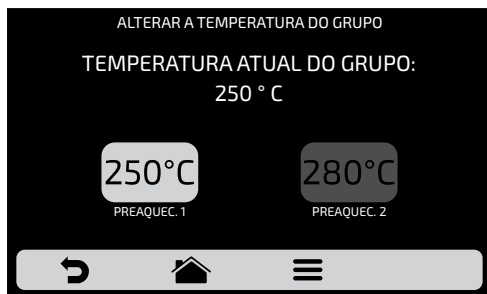 ALTERAR A TEMPERATURA DO GRUPO
TEMPERATURA ATUAL DO GRUPO:
250 ° C
250°C 280°C
PREAQUEC. 1 PREAQUEC. 2